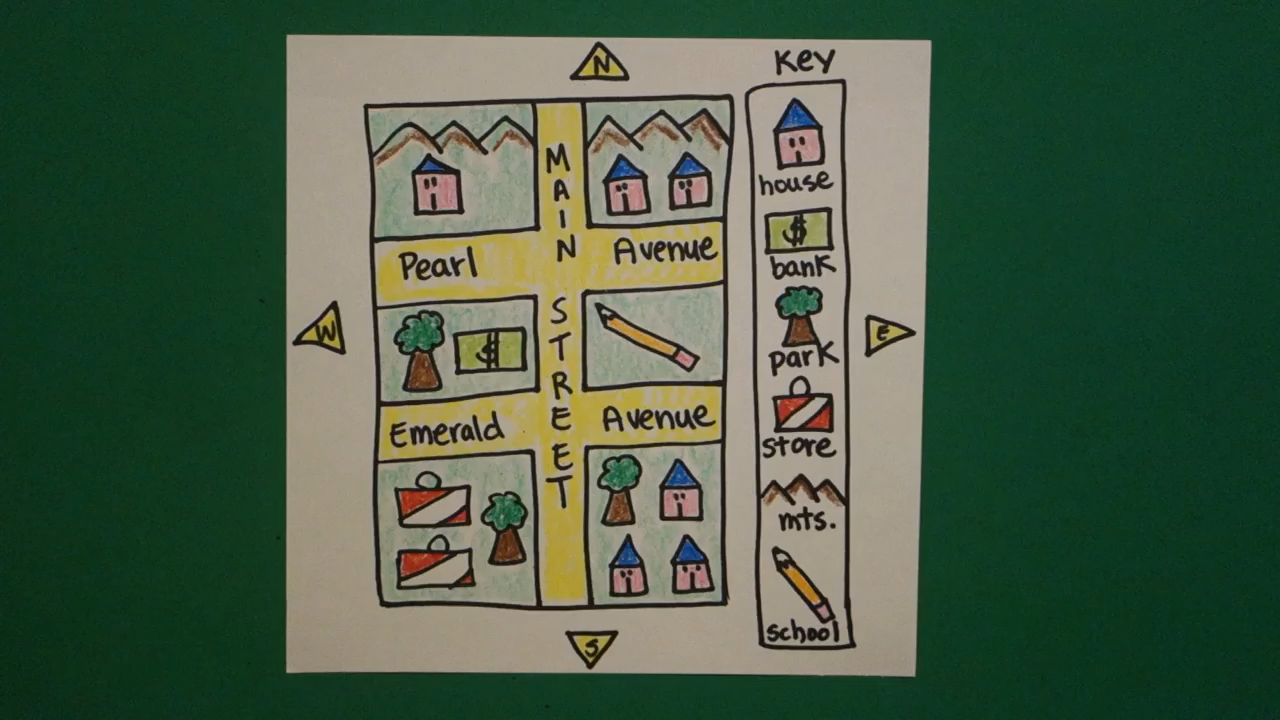 N
Key
MAIN STREET
house
$
Pearl Avenue
bank
W
$
E
park
Emerald Avenue
store
mts.
school
S